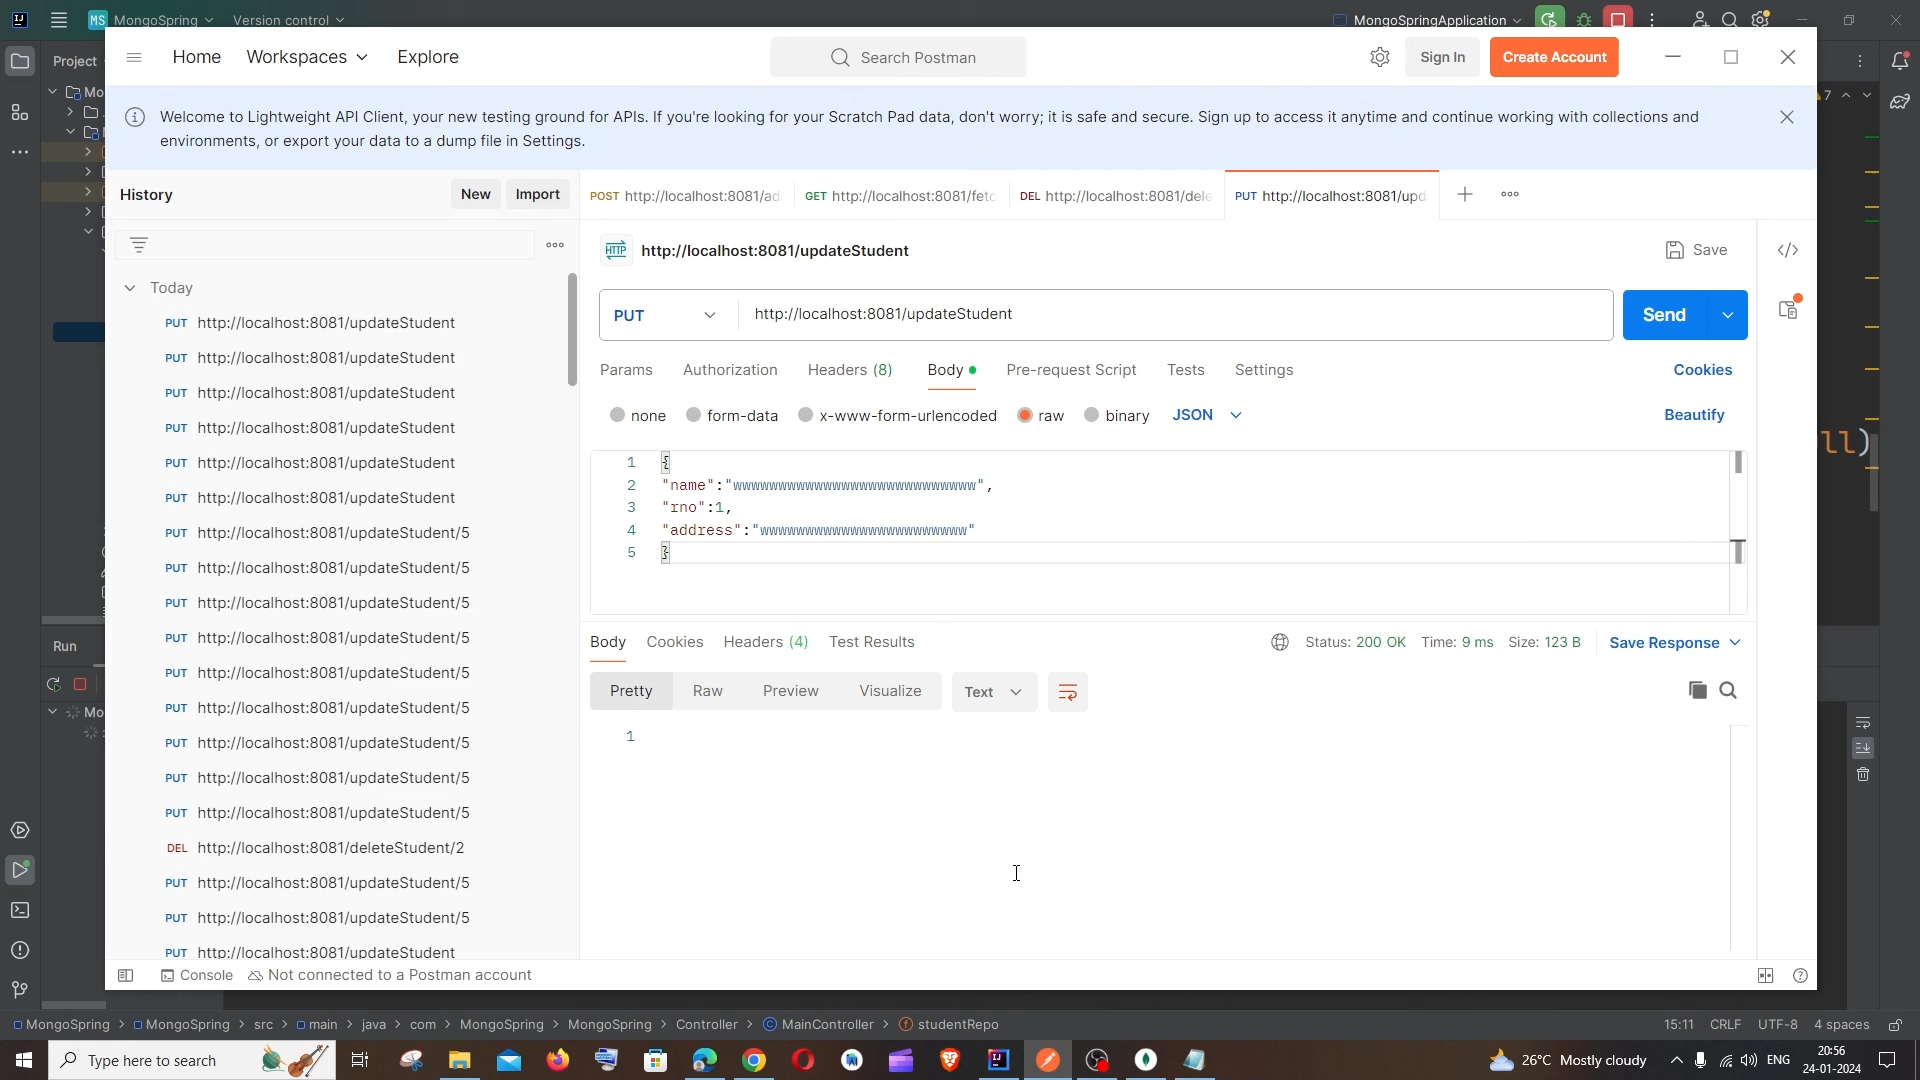 MS MongoSpring Version control MongoSpringApplication
Home Workspaces Explore Search Postman Sign In Create Account
Project
Welcome to Lightweight API Client, your new testing ground for APIs. If you're looking for your Scratch Pad data, don't worry; it is safe and secure. Sign up to access it anytime and continue working with collections and
environments, or export your data to a dump file in Settings.
7
Mo
History New Import
POST http://localhost:8081/ad GET http://localhost:8081/fetc DEL http://localhost:8081/dele PUT http://localhost:8081/upd
HTTP http://localhost:8081/updateStudent Save
PUT http://localhost:8081/updateStudent Send
Params Authorization Headers (8) Body Pre-request Script Tests Settings Cookies
none form-data x-www-form-urlencoded raw binary JSON Beautify
1 {
2 "name":"wwwwwwwwwwwwwwwwwwwwwwwwwww",
3 "rno":1,
4 "address":"wwwwwwwwwwwwwwwwwwwwwww"
5 }
ll)
Today
PUT http://localhost:8081/updateStudent
PUT http://localhost:8081/updateStudent
PUT http://localhost:8081/updateStudent
PUT http://localhost:8081/updateStudent
PUT http://localhost:8081/updateStudent
PUT http://localhost:8081/updateStudent
PUT http://localhost:8081/updateStudent/5
PUT http://localhost:8081/updateStudent/5
PUT http://localhost:8081/updateStudent/5
PUT http://localhost:8081/updateStudent/5
PUT http://localhost:8081/updateStudent/5
PUT http://localhost:8081/updateStudent/5
PUT http://localhost:8081/updateStudent/5
PUT http://localhost:8081/updateStudent/5
PUT http://localhost:8081/updateStudent/5
DEL http://localhost:8081/deleteStudent/2
PUT http://localhost:8081/updateStudent/5
PUT http://localhost:8081/updateStudent/5
PUT http://localhost:8081/updateStudent
Body Cookies Headers (4) Test Results Status: 200 OK Time: 9 ms Size: 123 B Save Response
Pretty Raw Preview Visualize Text
1
Run
Mo
Console Not connected to a Postman account
MongoSpring > MongoSpring > src > main > java > com > MongoSpring > MongoSpring > Controller > MainController > studentRepo 15:11 CRLF UTF-8 4 spaces
Type here to search 26°C Mostly cloudy ENG 20:56
24-01-2024